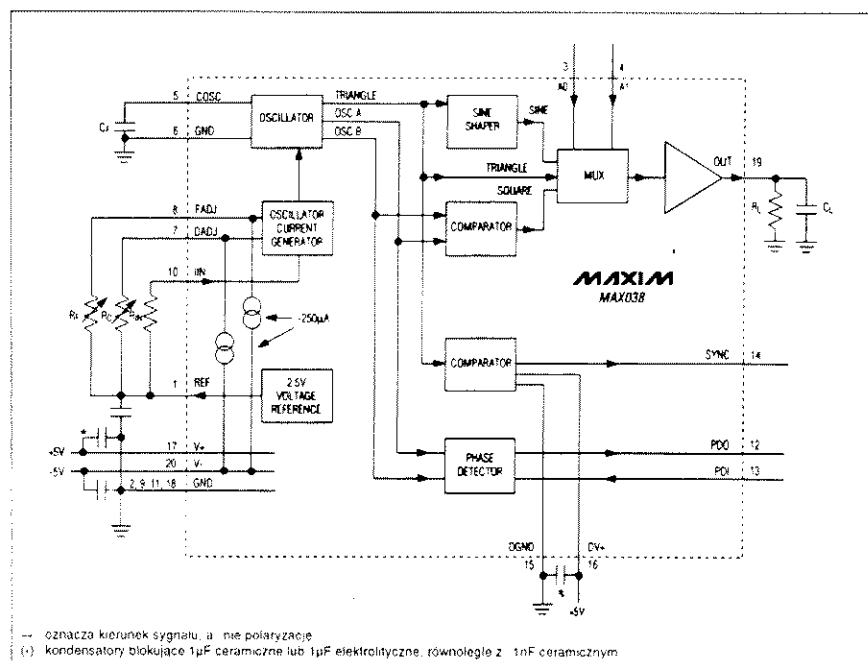 3 4
A0 A1
5 COSC
TRIANGLE
OSC A
OSC B
OSCILLATOR
SINE SHAPER
SINE
6 GND
TRIANGLE
SQUARE
MUX
OUT 19
RL
CL
8 FADJ
7 DADJ
OSCILLATOR CURRENT GENERATOR
COMPARATOR
10 IIN
MAXIM
MAX038
-250µA
COMPARATOR
SYNC 14
1 REF
2.5V VOLTAGE REFERENCE
*
+5V 17 V+
-5V 20 V-
2, 9, 11, 18 GND
PHASE DETECTOR
PDO 12
PDI 13
DGND DV+
15 16
*
+5V
→ oznacza kierunek sygnału, a nie polaryzację
(*) kondensatory blokujące 1µF ceramiczne lub 1µF elektrolityczne, równolegle z 1nF ceramicznym